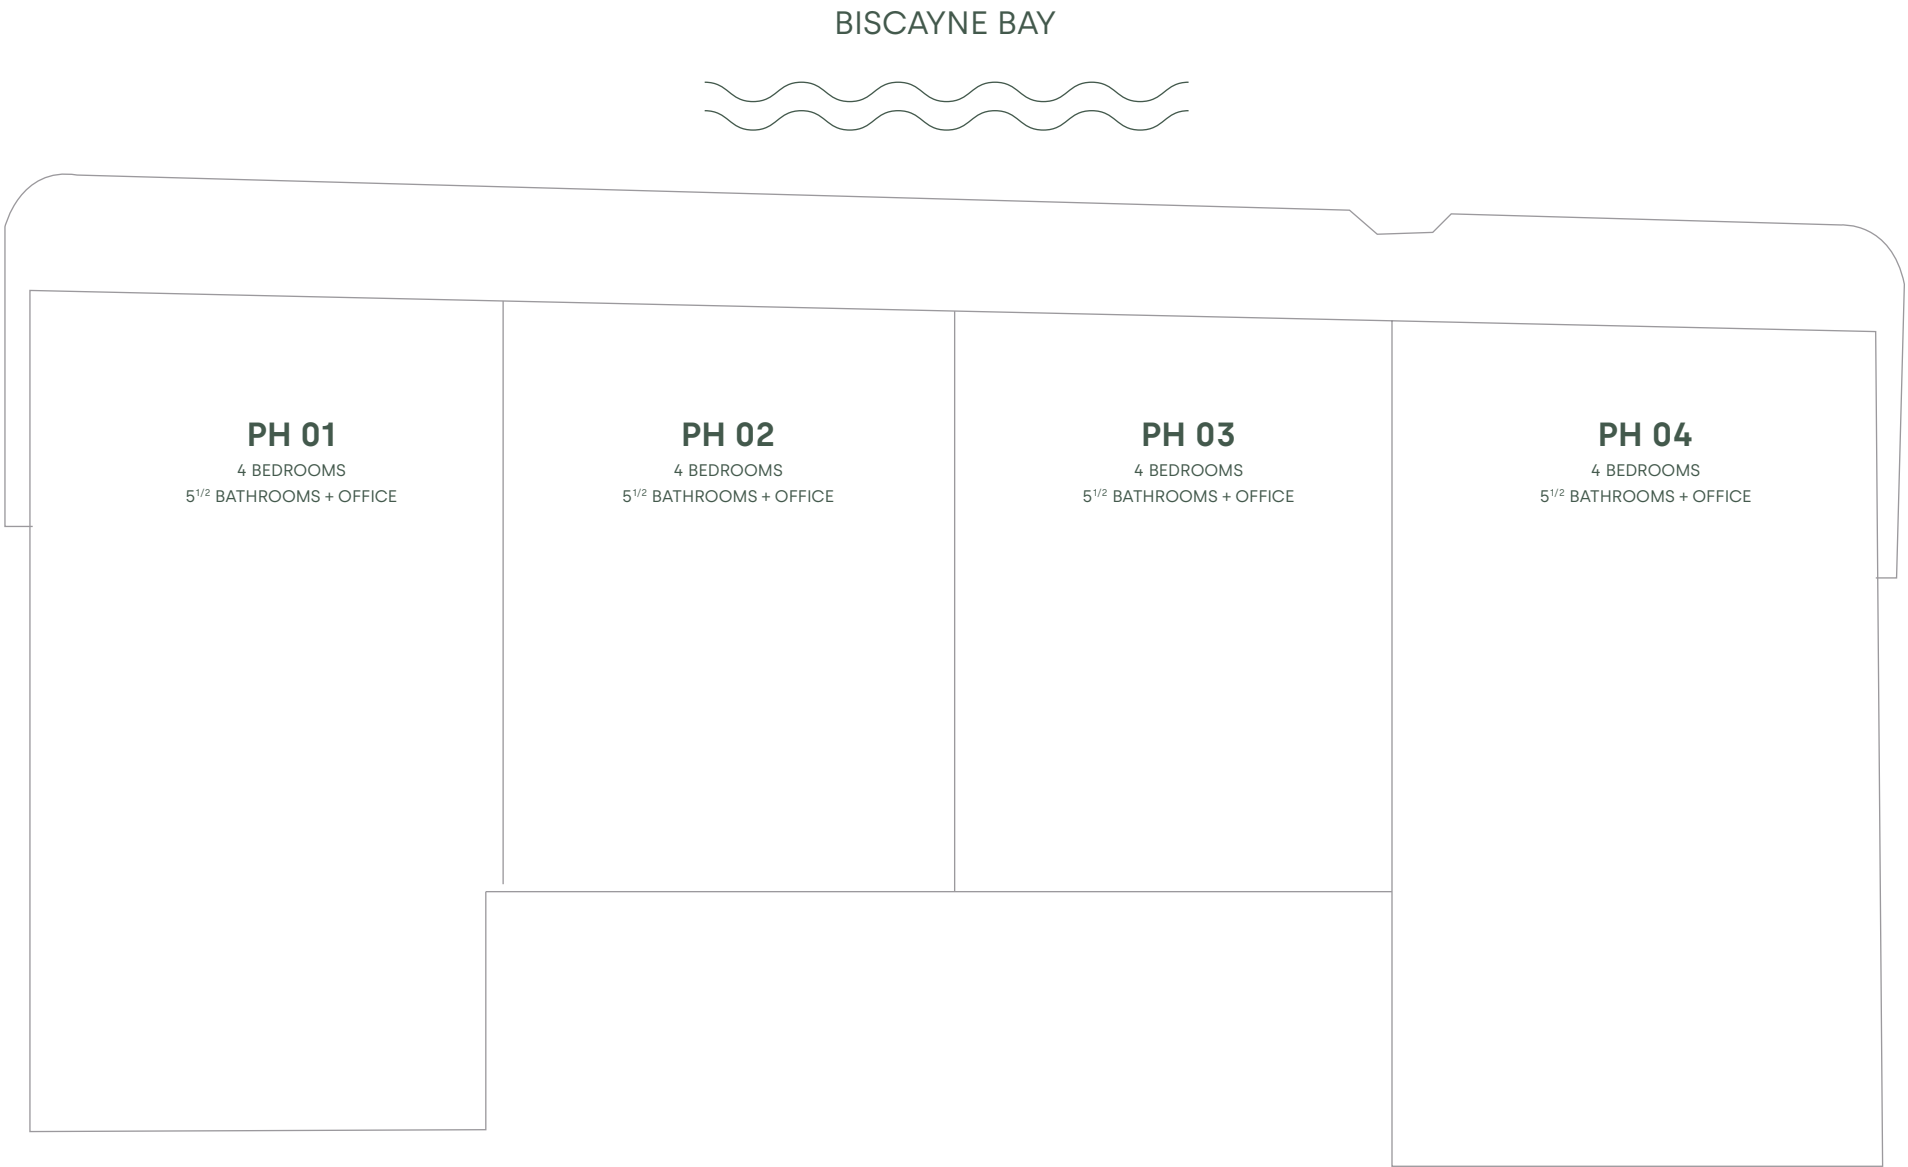 BISCAYNE BAY
PH 01
4 BEDROOMS
5 1/2 BATHROOMS + OFFICE
PH 02
4 BEDROOMS
5 1/2 BATHROOMS + OFFICE
PH 03
4 BEDROOMS
5 1/2 BATHROOMS + OFFICE
PH 04
4 BEDROOMS
5 1/2 BATHROOMS + OFFICE